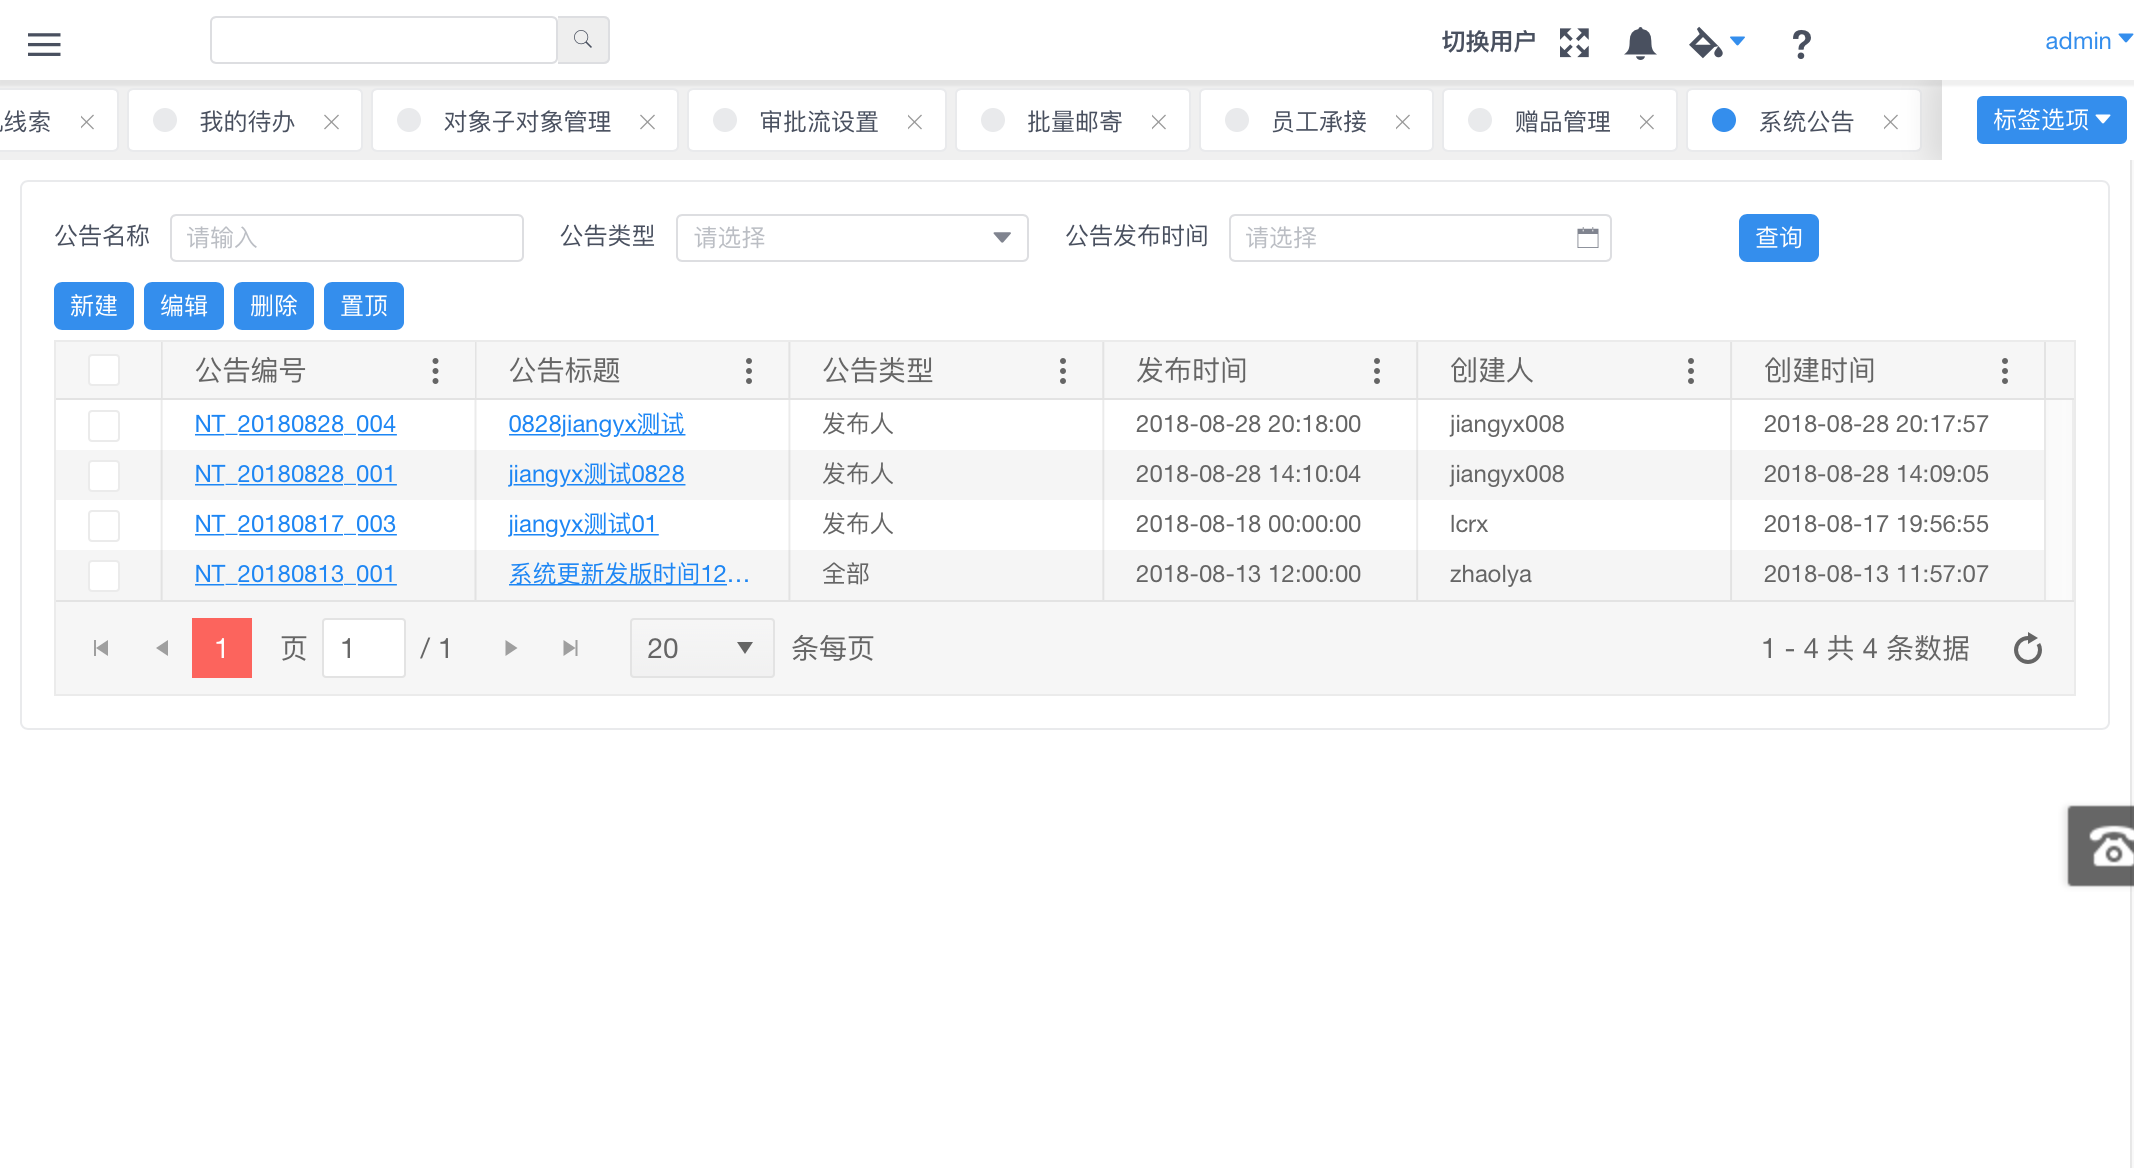 切换用户
admin
线索
我的待办
对象子对象管理
审批流设置
批量邮寄
员工承接
赠品管理
系统公告
标签选项
公告名称 请输入 公告类型 请选择 公告发布时间 请选择 查询
新建 编辑 删除 置顶
公告编号 公告标题 公告类型 发布时间 创建人 创建时间
NT_20180828_004 0828jiangyx测试 发布人 2018-08-28 20:18:00 jiangyx008 2018-08-28 20:17:57
NT_20180828_001 jiangyx测试0828 发布人 2018-08-28 14:10:04 jiangyx008 2018-08-28 14:09:05
NT_20180817_003 jiangyx测试01 发布人 2018-08-18 00:00:00 lcrx 2018-08-17 19:56:55
NT_20180813_001 系统更新发版时间12... 全部 2018-08-13 12:00:00 zhaolya 2018-08-13 11:57:07
1 页 1 / 1 20 条每页 1 - 4 共 4 条数据